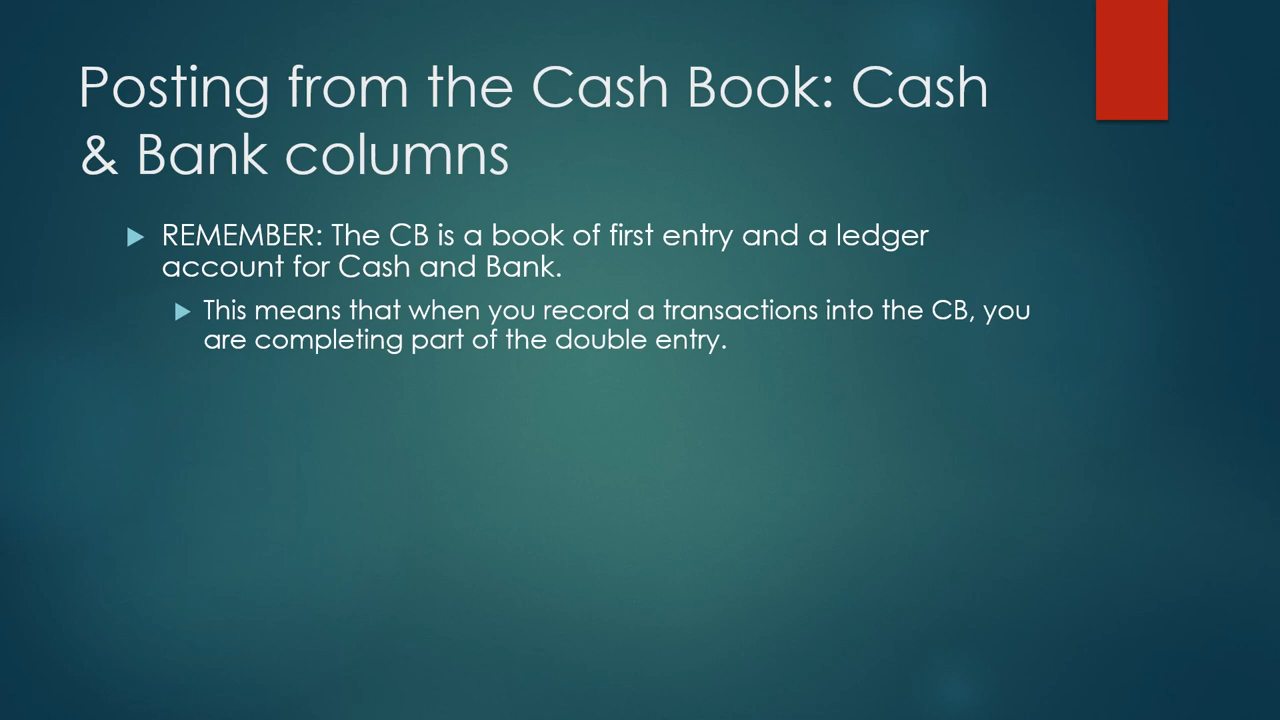 Posting from the Cash Book: Cash
& Bank columns
REMEMBER: The CB is a book of first entry and a ledger
account for Cash and Bank.
This means that when you record a transactions into the CB, you
are completing part of the double entry.